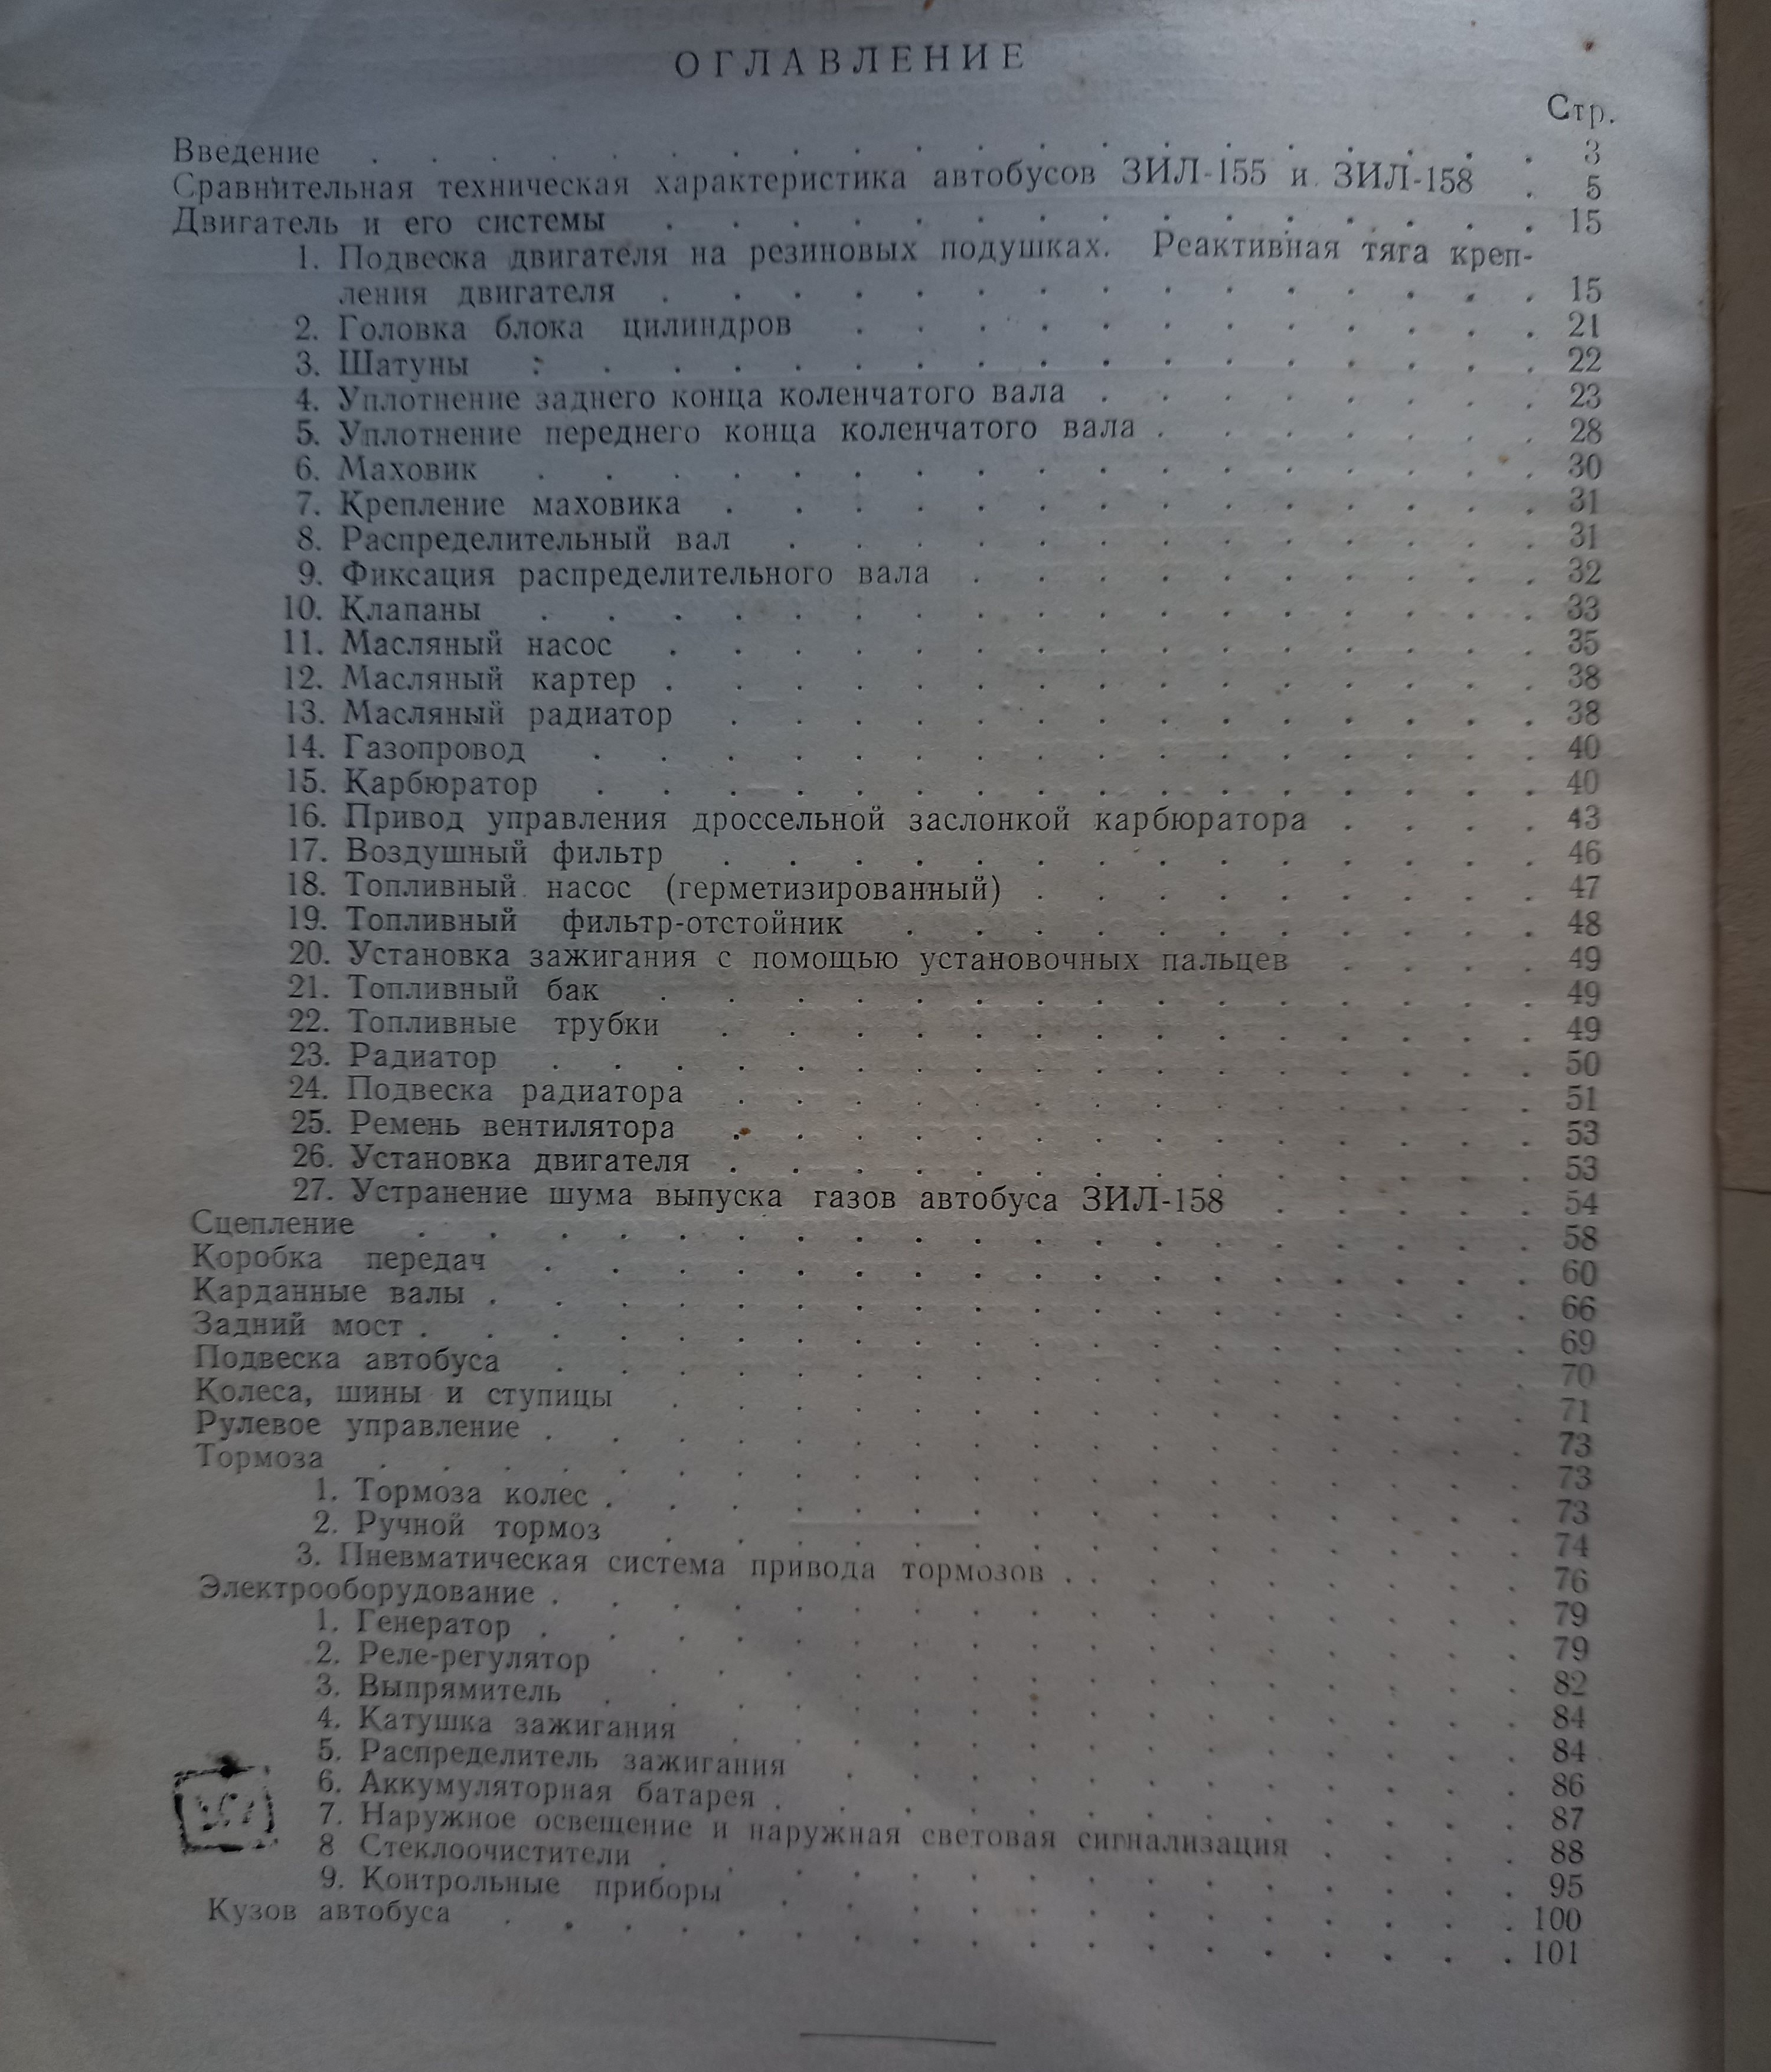 ОГЛАВЛЕНИЕ
Стр.
Введение . . . . . . . . . . . . . . . . . . . . 3
Сравнительная техническая характеристика автобусов ЗИЛ-155 и ЗИЛ-158 . 5
Двигатель и его системы . . . . . . . . . . . . . . . 15
1. Подвеска двигателя на резиновых подушках. Реактивная тяга креп-
ления двигателя . . . . . . . . . . . . . . . 15
2. Головка блока цилиндров . . . . . . . . . . . . 21
3. Шатуны . . . . . . . . . . . . . . . . . 22
4. Уплотнение заднего конца коленчатого вала . . . . . . . . 23
5. Уплотнение переднего конца коленчатого вала . . . . . . . 28
6. Маховик . . . . . . . . . . . . . . . . . 30
7. Крепление маховика . . . . . . . . . . . . . . 31
8. Распределительный вал . . . . . . . . . . . . . 31
9. Фиксация распределительного вала . . . . . . . . . . 32
10. Клапаны . . . . . . . . . . . . . . . . . 33
11. Масляный насос . . . . . . . . . . . . . . . 35
12. Масляный картер . . . . . . . . . . . . . . . 38
13. Масляный радиатор . . . . . . . . . . . . . . 38
14. Газопровод . . . . . . . . . . . . . . . . 40
15. Карбюратор . . . . . . . . . . . . . . . . 40
16. Привод управления дроссельной заслонкой карбюратора . . . . 43
17. Воздушный фильтр . . . . . . . . . . . . . . 46
18. Топливный насос (герметизированный) . . . . . . . . . 47
19. Топливный фильтр-отстойник . . . . . . . . . . . 48
20. Установка зажигания с помощью установочных пальцев . . . . 49
21. Топливный бак . . . . . . . . . . . . . . . 49
22. Топливные трубки . . . . . . . . . . . . . . 49
23. Радиатор . . . . . . . . . . . . . . . . . 50
24. Подвеска радиатора . . . . . . . . . . . . . . 51
25. Ремень вентилятора . . . . . . . . . . . . . . 53
26. Установка двигателя . . . . . . . . . . . . . . 53
27. Устранение шума выпуска газов автобуса ЗИЛ-158 . . . . . 54
Сцепление . . . . . . . . . . . . . . . . . . . 58
Коробка передач . . . . . . . . . . . . . . . . . 60
Карданные валы . . . . . . . . . . . . . . . . . . 66
Задний мост . . . . . . . . . . . . . . . . . . . 69
Подвеска автобуса . . . . . . . . . . . . . . . . . 70
Колеса, шины и ступицы . . . . . . . . . . . . . . . 71
Рулевое управление . . . . . . . . . . . . . . . . . 73
Тормоза . . . . . . . . . . . . . . . . . . . . 73
1. Тормоза колес . . . . . . . . . . . . . . . . 73
2. Ручной тормоз . . . . . . . . . . . . . . . 74
3. Пневматическая система привода тормозов . . . . . . . . . 76
Электрооборудование . . . . . . . . . . . . . . . . . 79
1. Генератор . . . . . . . . . . . . . . . . . 79
2. Реле-регулятор . . . . . . . . . . . . . . . 82
3. Выпрямитель . . . . . . . . . . . . . . . . 84
4. Катушка зажигания . . . . . . . . . . . . . . 84
5. Распределитель зажигания . . . . . . . . . . . . 86
6. Аккумуляторная батарея . . . . . . . . . . . . . 87
7. Наружное освещение и наружная световая сигнализация . . . . 88
8 Стеклоочистители . . . . . . . . . . . . . . . 95
9. Контрольные приборы . . . . . . . . . . . . . 100
Кузов автобуса . . . . . . . . . . . . . . . . . . 101